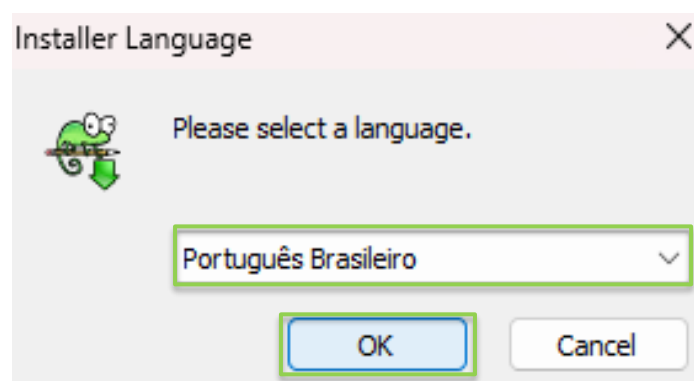 Installer Language
Please select a language.
Português Brasileiro
OK
Cancel